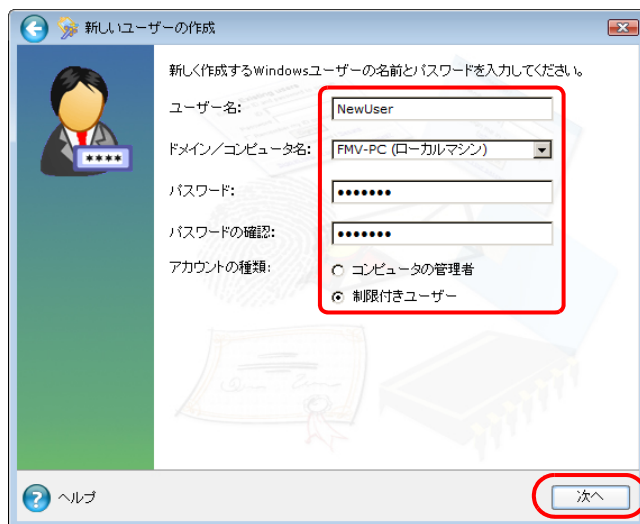 新しいユーザーの作成
新しく作成するWindowsユーザーの名前とパスワードを入力してください。
ユーザー名: NewUser
ドメイン/コンピュータ名: FMV-PC (ローカルマシン)
パスワード: •••••••
パスワードの確認: •••••••
アカウントの種類: コンピュータの管理者
制限付きユーザー
****
ヘルプ
次へ